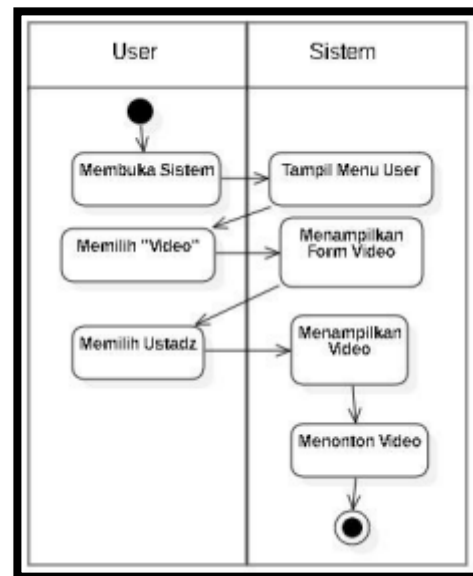 User
Sistem
Membuka Sistem
Tampil Menu User
Memilih "Video"
Menampilkan
Form Video
Memilih Ustadz
Menampilkan
Video
Menonton Video